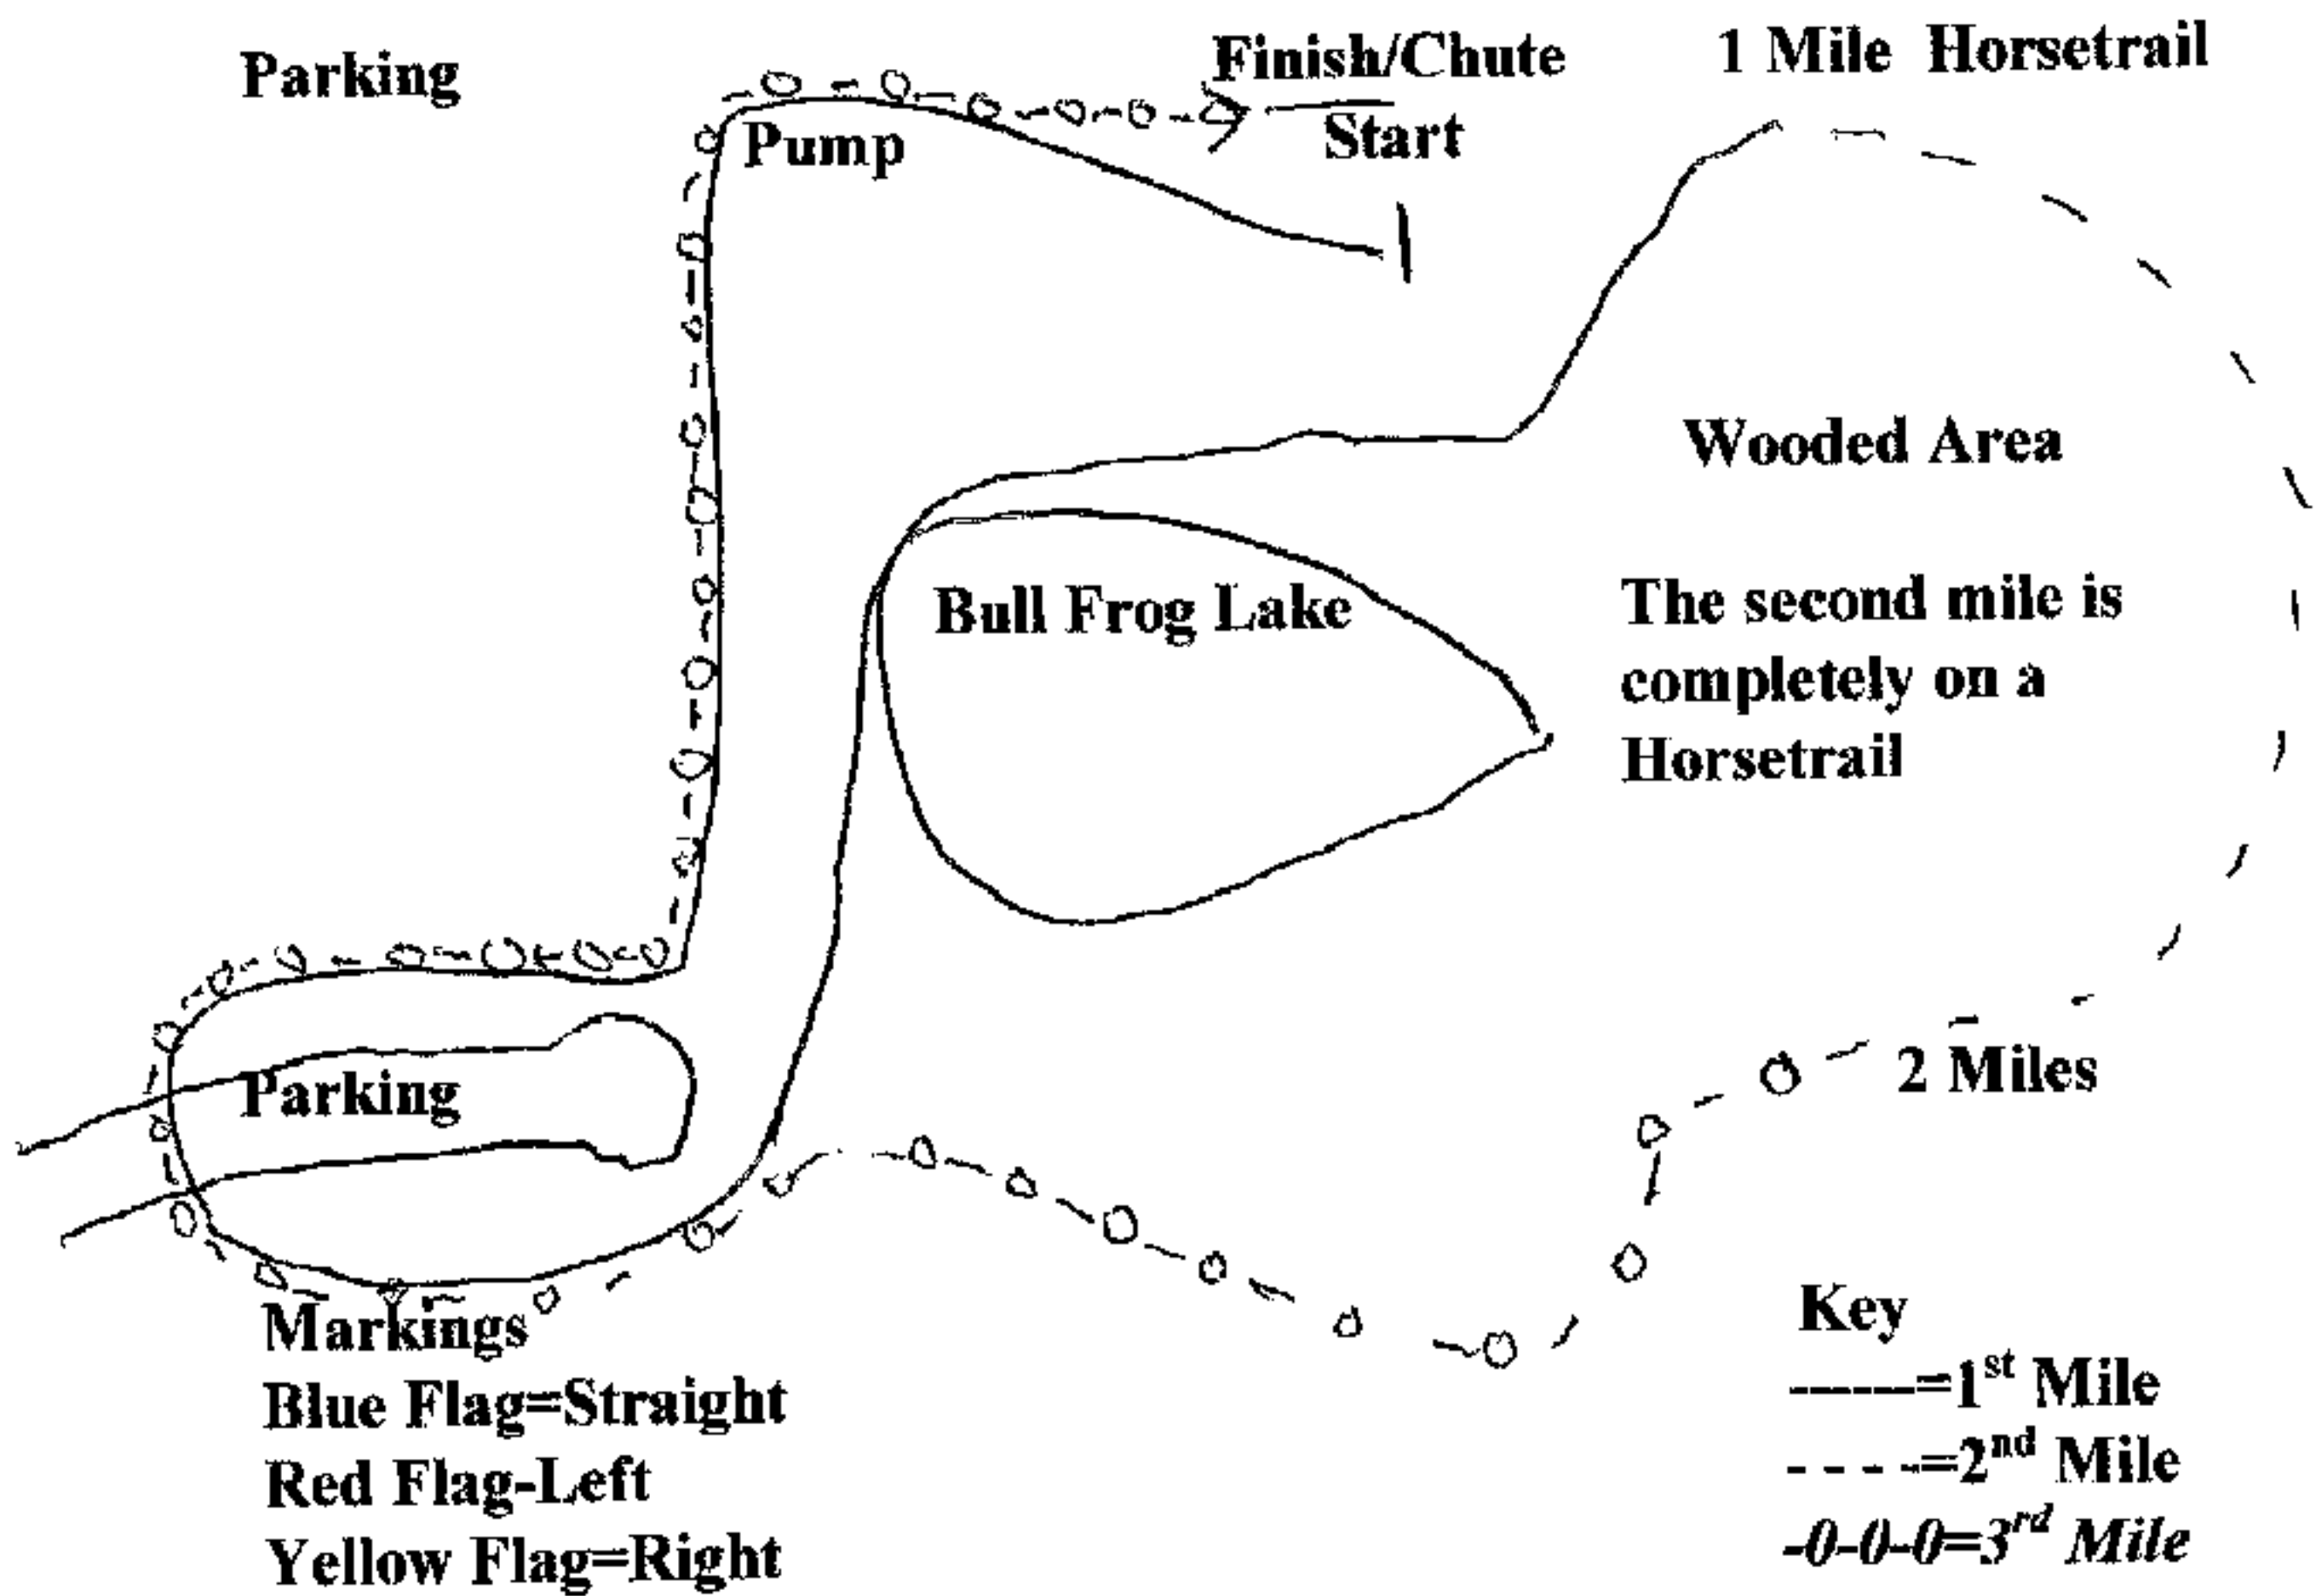 Parking
Finish/Chute
1 Mile Horsetrail
Pump
Start
Wooded Area
Bull Frog Lake
The second mile is
completely on a
Horsetrail
Parking
2 Miles
Markings
Blue Flag=Straight
Red Flag-Left
Yellow Flag=Right
Key
------=1st Mile
- - - -=2nd Mile
-0-0-0=3rd Mile